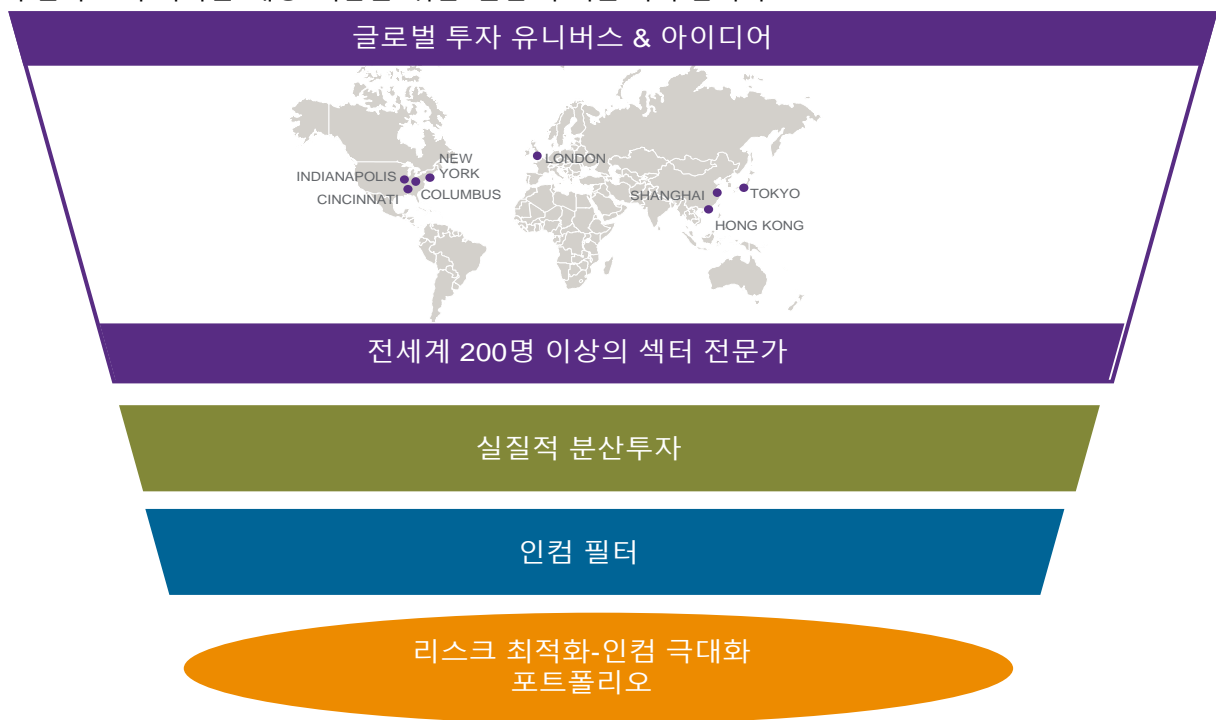 글로벌 투자 유니버스 & 아이디어
NEW
YORK
LONDON
INDIANAPOLIS
COLUMBUS
CINCINNATI
SHANGHAI
TOKYO
HONG KONG
전세계 200명 이상의 섹터 전문가
실질적 분산투자
인컴 필터
리스크 최적화-인컴 극대화
포트폴리오